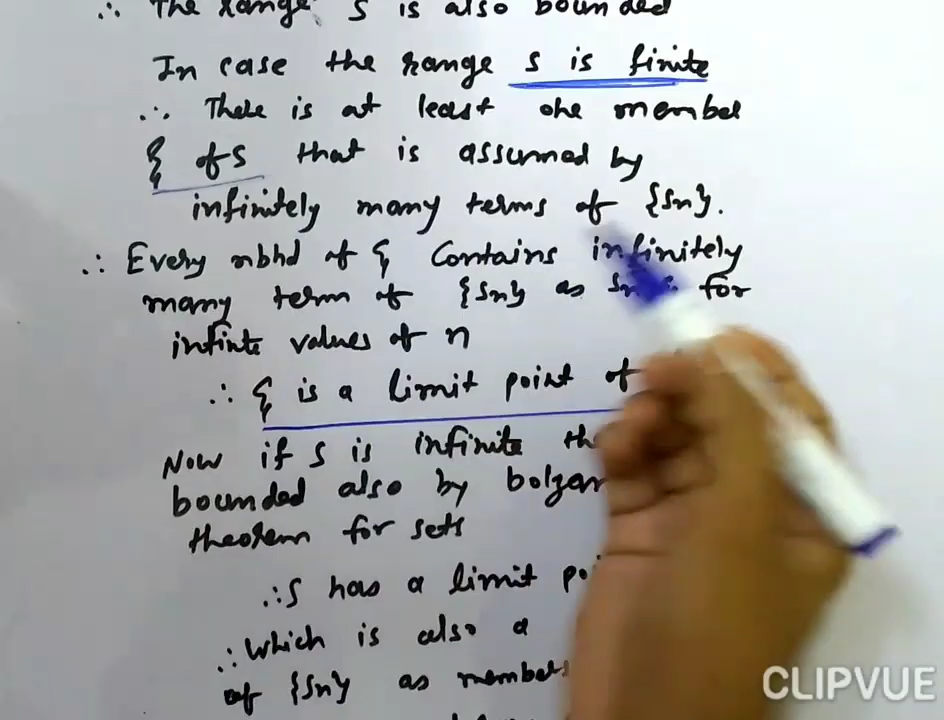 ∴ The Range S is also bounded
In case the range S is finite
∴ There is at least one member
ξ of S that is assumed by
infinitely many terms of {Sn}.
∴ Every nbhd of ξ Contains infinitely
many term of {Sn} as for
infinte values of n
∴ ξ is a limit point of
Now if S is infinite
bounded also by
theorem for sets
∴ S has a limit
∴ Which is also a
of {Sn} as members
CLIPVUE